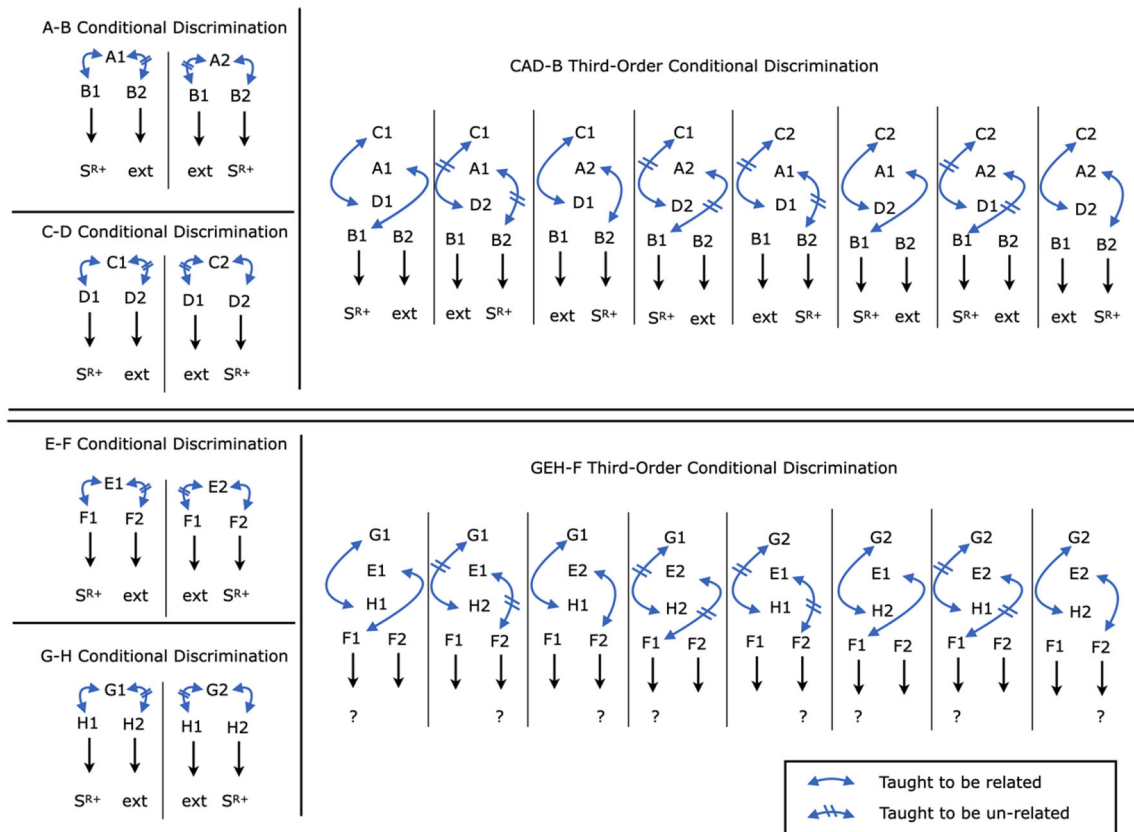 A-B Conditional Discrimination
A1 A2
B1 B2 B1 B2
SR+ ext ext SR+
C-D Conditional Discrimination
C1 C2
D1 D2 D1 D2
SR+ ext ext SR+
CAD-B Third-Order Conditional Discrimination
C1 C1 C1 C1 C2 C2 C2 C2
A1 A1 A2 A2 A1 A1 A2 A2
D1 D2 D1 D2 D1 D2 D1 D2
B1 B2 B1 B2 B1 B2 B1 B2 B1 B2 B1 B2 B1 B2 B1 B2
SR+ ext ext SR+ ext SR+ SR+ ext ext SR+ SR+ ext SR+ ext ext SR+
E-F Conditional Discrimination
E1 E2
F1 F2 F1 F2
SR+ ext ext SR+
G-H Conditional Discrimination
G1 G2
H1 H2 H1 H2
SR+ ext ext SR+
GEH-F Third-Order Conditional Discrimination
G1 G1 G1 G1 G2 G2 G2 G2
E1 E1 E2 E2 E1 E1 E2 E2
H1 H2 H1 H2 H1 H2 H1 H2
F1 F2 F1 F2 F1 F2 F1 F2 F1 F2 F1 F2 F1 F2 F1 F2
? ? ? ? ? ? ? ?
Taught to be related
Taught to be un-related